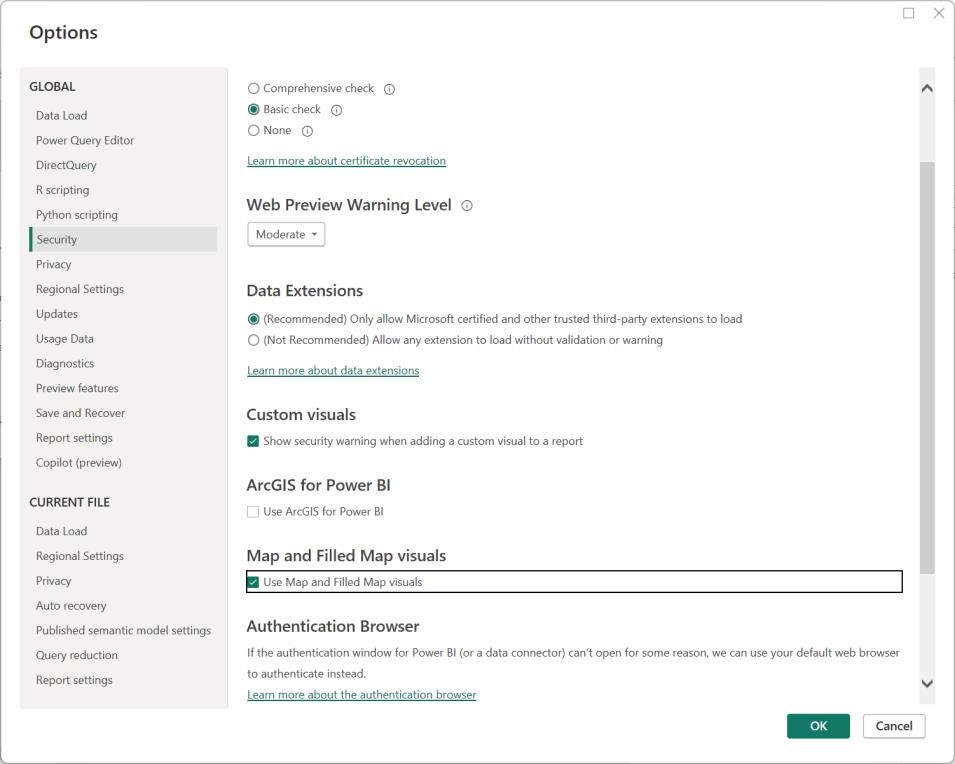 Options
GLOBAL
Data Load
Power Query Editor
DirectQuery
R scripting
Python scripting
Security
Privacy
Regional Settings
Updates
Usage Data
Diagnostics
Preview features
Save and Recover
Report settings
Copilot (preview)
CURRENT FILE
Data Load
Regional Settings
Privacy
Auto recovery
Published semantic model settings
Query reduction
Report settings
Comprehensive check
Basic check
None
Learn more about certificate revocation
Web Preview Warning Level
Moderate
Data Extensions
(Recommended) Only allow Microsoft certified and other trusted third-party extensions to load
(Not Recommended) Allow any extension to load without validation or warning
Learn more about data extensions
Custom visuals
Show security warning when adding a custom visual to a report
ArcGIS for Power BI
Use ArcGIS for Power BI
Map and Filled Map visuals
Use Map and Filled Map visuals
Authentication Browser
If the authentication window for Power BI (or a data connector) can't open for some reason, we can use your default web browser
to authenticate instead.
Learn more about the authentication browser
OK
Cancel